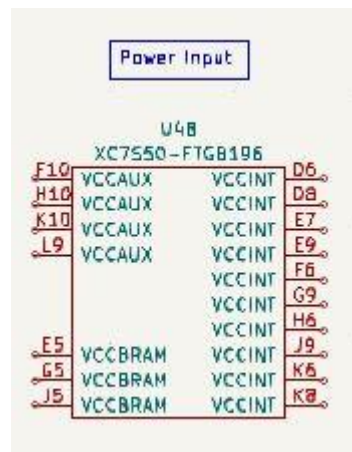 Power Input
U4B
XC7S50-FTGB196
F10 VCCAUX VCCINT D6
H10 VCCAUX VCCINT D8
K10 VCCAUX VCCINT E7
L9 VCCAUX VCCINT E9
VCCINT F6
VCCINT G9
VCCINT H6
E5 VCCBRAM VCCINT J9
G5 VCCBRAM VCCINT K6
J5 VCCBRAM VCCINT K8